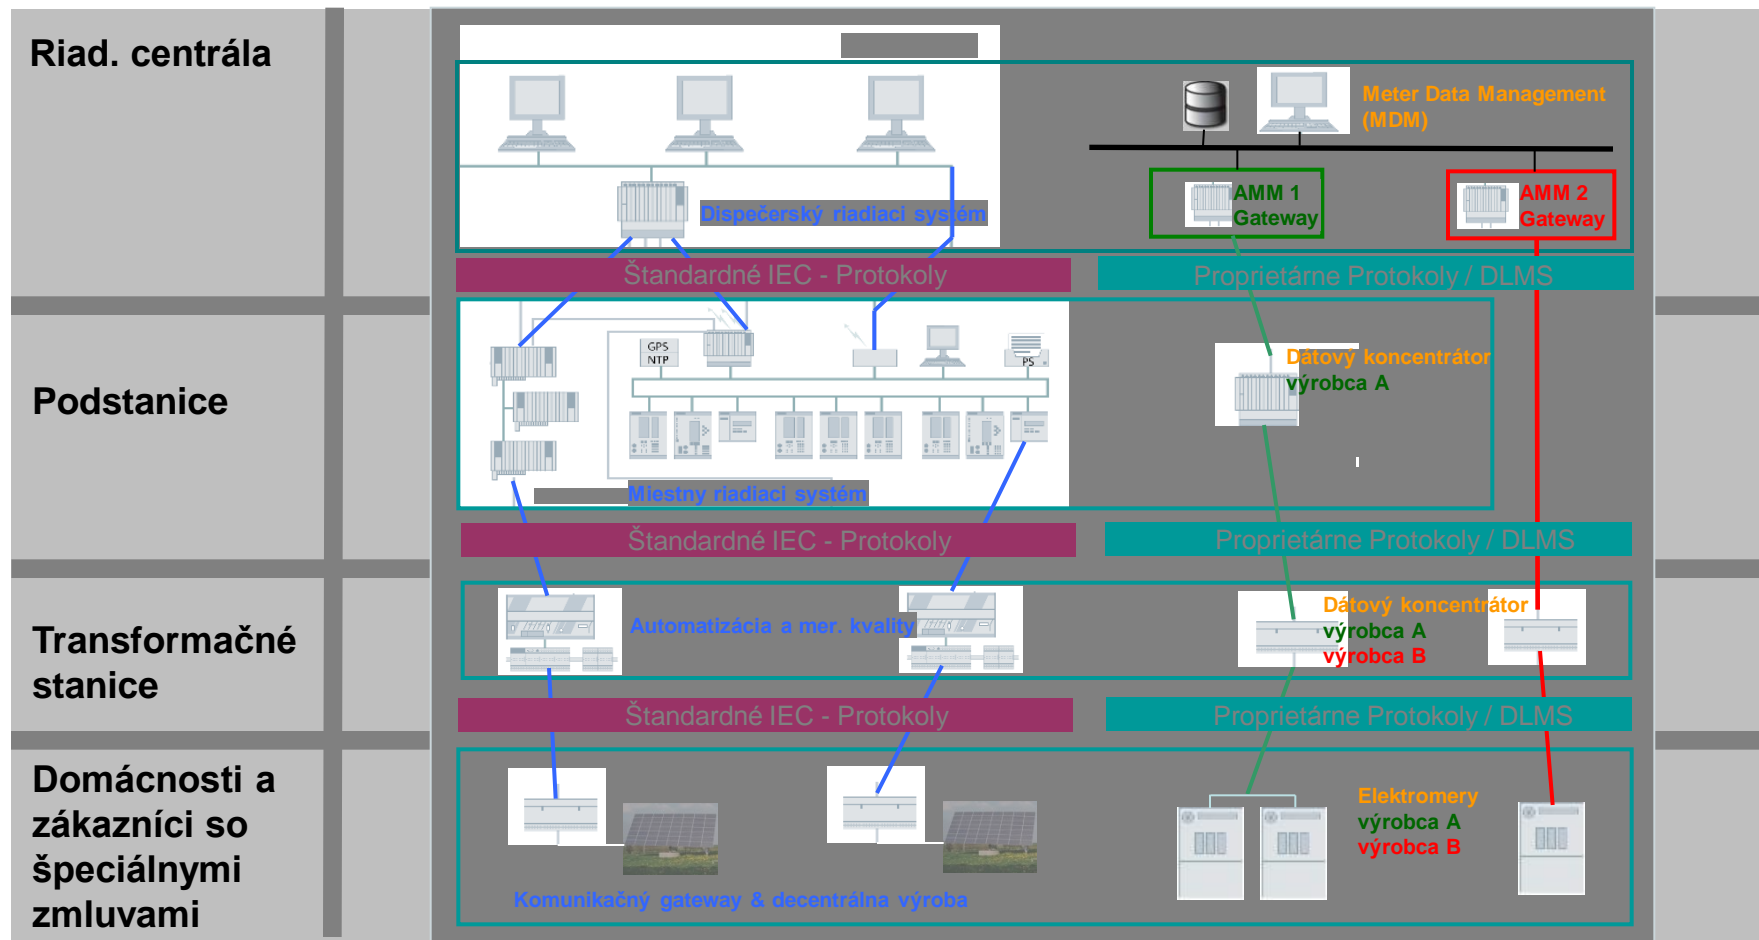 Riad. centrála
Meter Data Management
(MDM)
AMM 1
Gateway
AMM 2
Gateway
Dispečerský riadiaci systém
Štandardné IEC - Protokoly
Proprietárne Protokoly / DLMS
Podstanice
GPS
NTP
PS
Dátový koncentrátor
výrobca A
Miestny riadiaci systém
Štandardné IEC - Protokoly
Proprietárne Protokoly / DLMS
Transformačné
stanice
Automatizácia a mer. kvality
Dátový koncentrátor
výrobca A
výrobca B
Štandardné IEC - Protokoly
Proprietárne Protokoly / DLMS
Domácnosti a
zákazníci so
špeciálnymi
zmluvami
Elektromery
výrobca A
výrobca B
Komunikačný gateway & decentrálna výroba